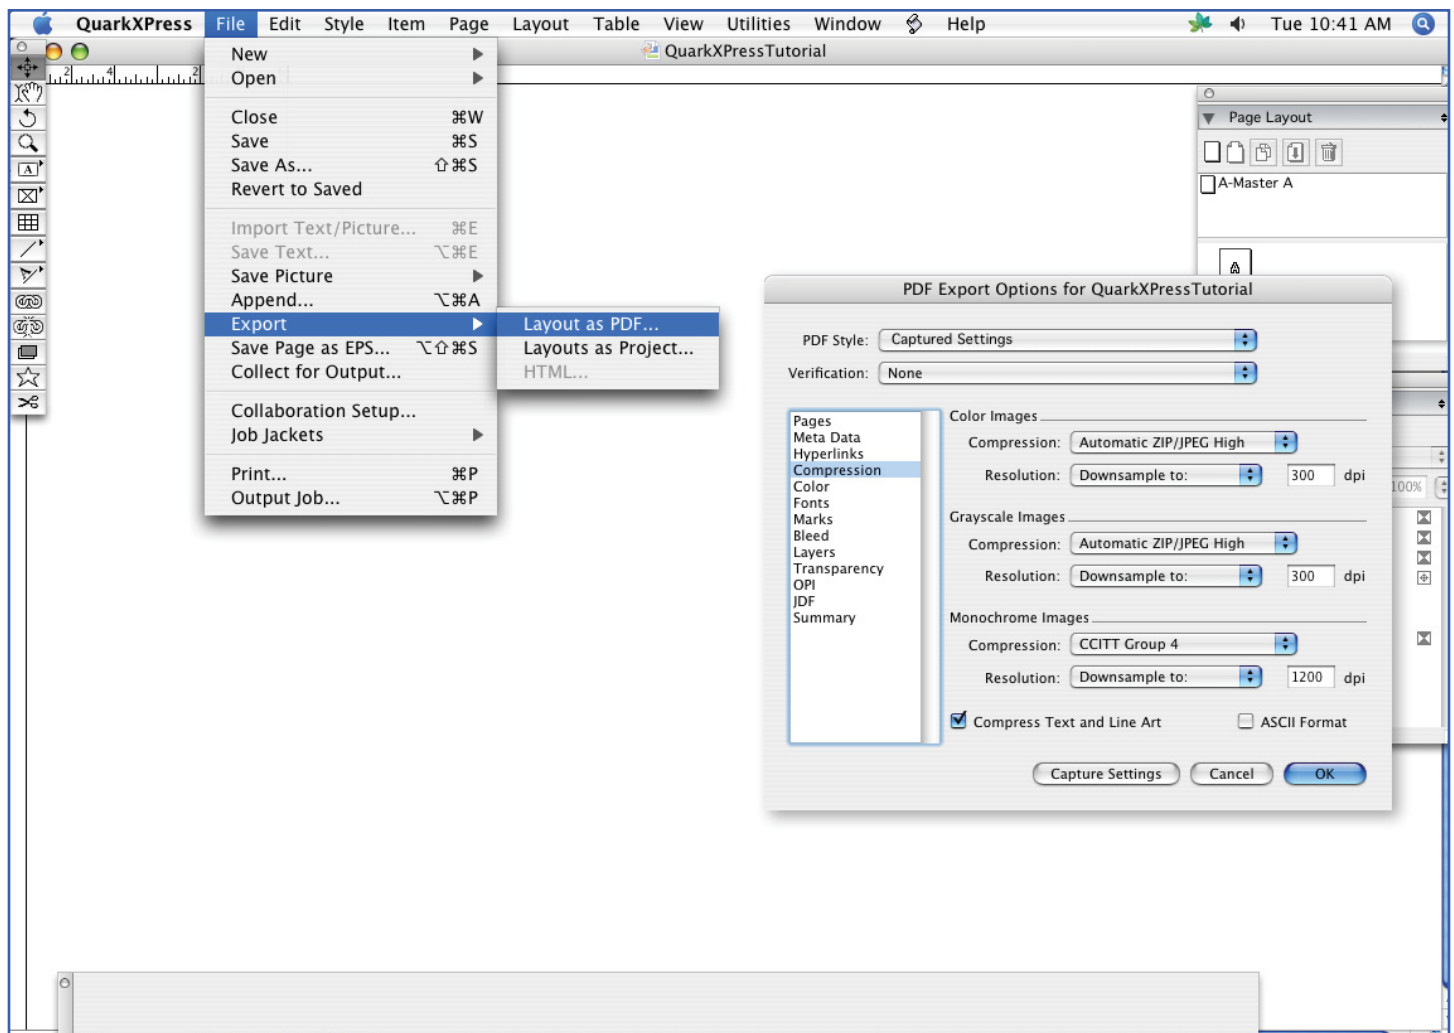 QuarkXPress File Edit Style Item Page Layout Table View Utilities Window Help Tue 10:41 AM
QuarkXPressTutorial
2 4 2
New
Open
Close ⌘W
Save ⌘S
Save As... ⇧⌘S
Revert to Saved
Import Text/Picture... ⌘E
Save Text... ⌥⌘E
Save Picture
Append... ⌥⌘A
Export
Save Page as EPS... ⌥⇧⌘S
Collect for Output...
Collaboration Setup...
Job Jackets
Print... ⌘P
Output Job... ⌥⌘P
Layout as PDF...
Layouts as Project...
HTML...
Page Layout
A-Master A
A
PDF Export Options for QuarkXPressTutorial
PDF Style: Captured Settings
Verification: None
Pages
Meta Data
Hyperlinks
Compression
Color
Fonts
Marks
Bleed
Layers
Transparency
OPI
JDF
Summary
Color Images
Compression: Automatic ZIP/JPEG High
Resolution: Downsample to: 300 dpi
Grayscale Images
Compression: Automatic ZIP/JPEG High
Resolution: Downsample to: 300 dpi
Monochrome Images
Compression: CCITT Group 4
Resolution: Downsample to: 1200 dpi
Compress Text and Line Art
ASCII Format
Capture Settings Cancel OK
100%